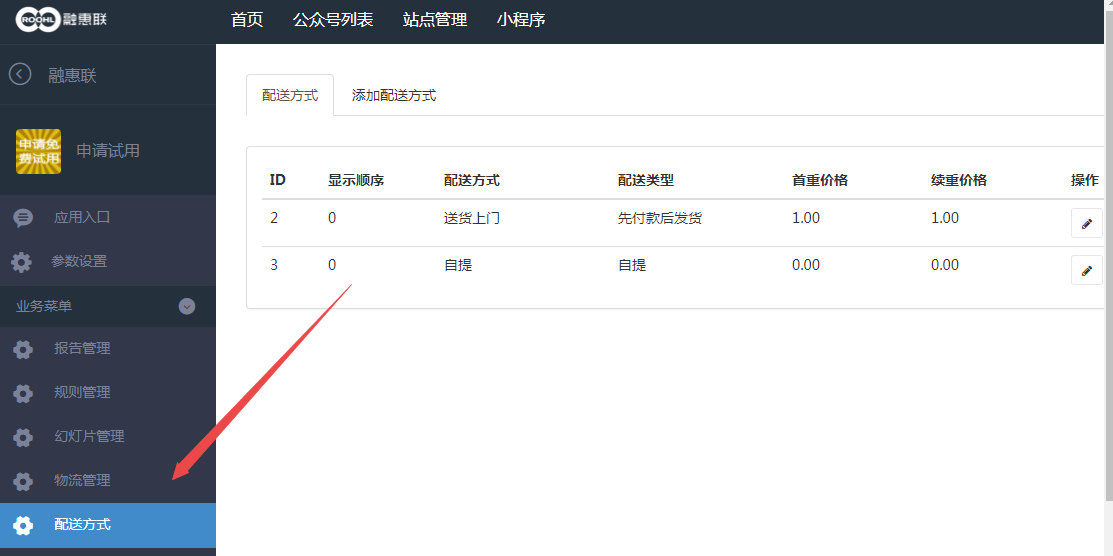 ROOHL 融惠联 首页 公众号列表 站点管理 小程序
融惠联
申请免
费试用
申请试用
应用入口
参数设置
业务菜单
报告管理
规则管理
幻灯片管理
物流管理
配送方式
配送方式 添加配送方式
ID 显示顺序 配送方式 配送类型 首重价格 续重价格 操作
2 0 送货上门 先付款后发货 1.00 1.00
3 0 自提 自提 0.00 0.00